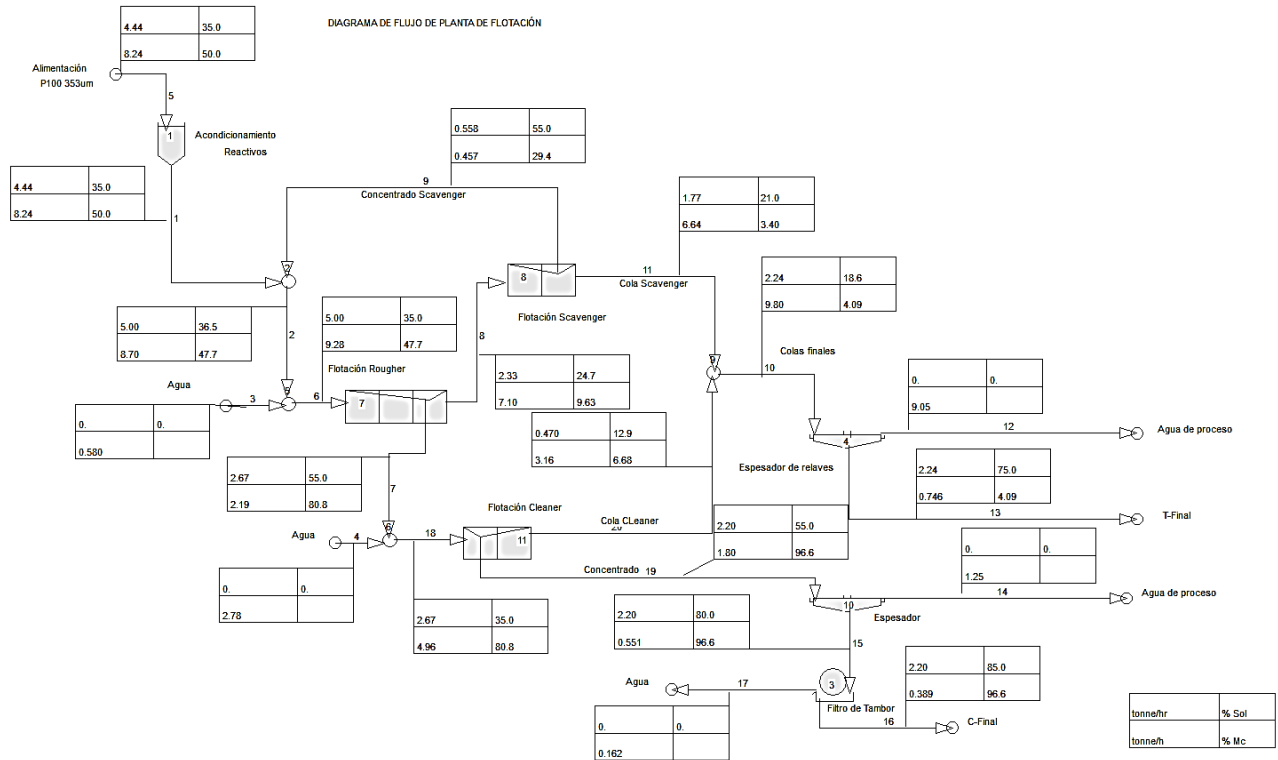 DIAGRAMA DE FLUJO DE PLANTA DE FLOTACIÓN
4.44 35.0
8.24 50.0
Alimentación
P100 353um
5
1
Acondicionamiento
Reactivos
4.44 35.0
8.24 50.0
1
0.558 55.0
0.457 29.4
9
Concentrado Scavenger
2
1.77 21.0
6.64 3.40
11
Cola Scavenger
8
Flotación Scavenger
8
2.24 18.6
9.80 4.09
9
10
Colas finales
5.00 36.5
8.70 47.7
2
5.00 35.0
9.28 47.7
Flotación Rougher
Agua
3
5
6
7
0. 0.
0.580
2.33 24.7
7.10 9.63
0. 0.
9.05
12
Agua de proceso
4
Espesador de relaves
0.470 12.9
3.16 6.68
2.67 55.0
2.19 80.8
7
2.24 75.0
0.746 4.09
13
T-Final
Flotación Cleaner
Cola CLeaner
20
Agua
4
6
18
11
2.20 55.0
1.80 96.6
0. 0.
2.78
Concentrado 19
0. 0.
1.25
14
Agua de proceso
10
Espesador
2.67 35.0
4.96 80.8
2.20 80.0
0.551 96.6
15
2.20 85.0
0.389 96.6
Agua
17
3
Filtro de Tambor
16
C-Final
0. 0.
0.162
tonne/hr % Sol
tonne/h % Mc